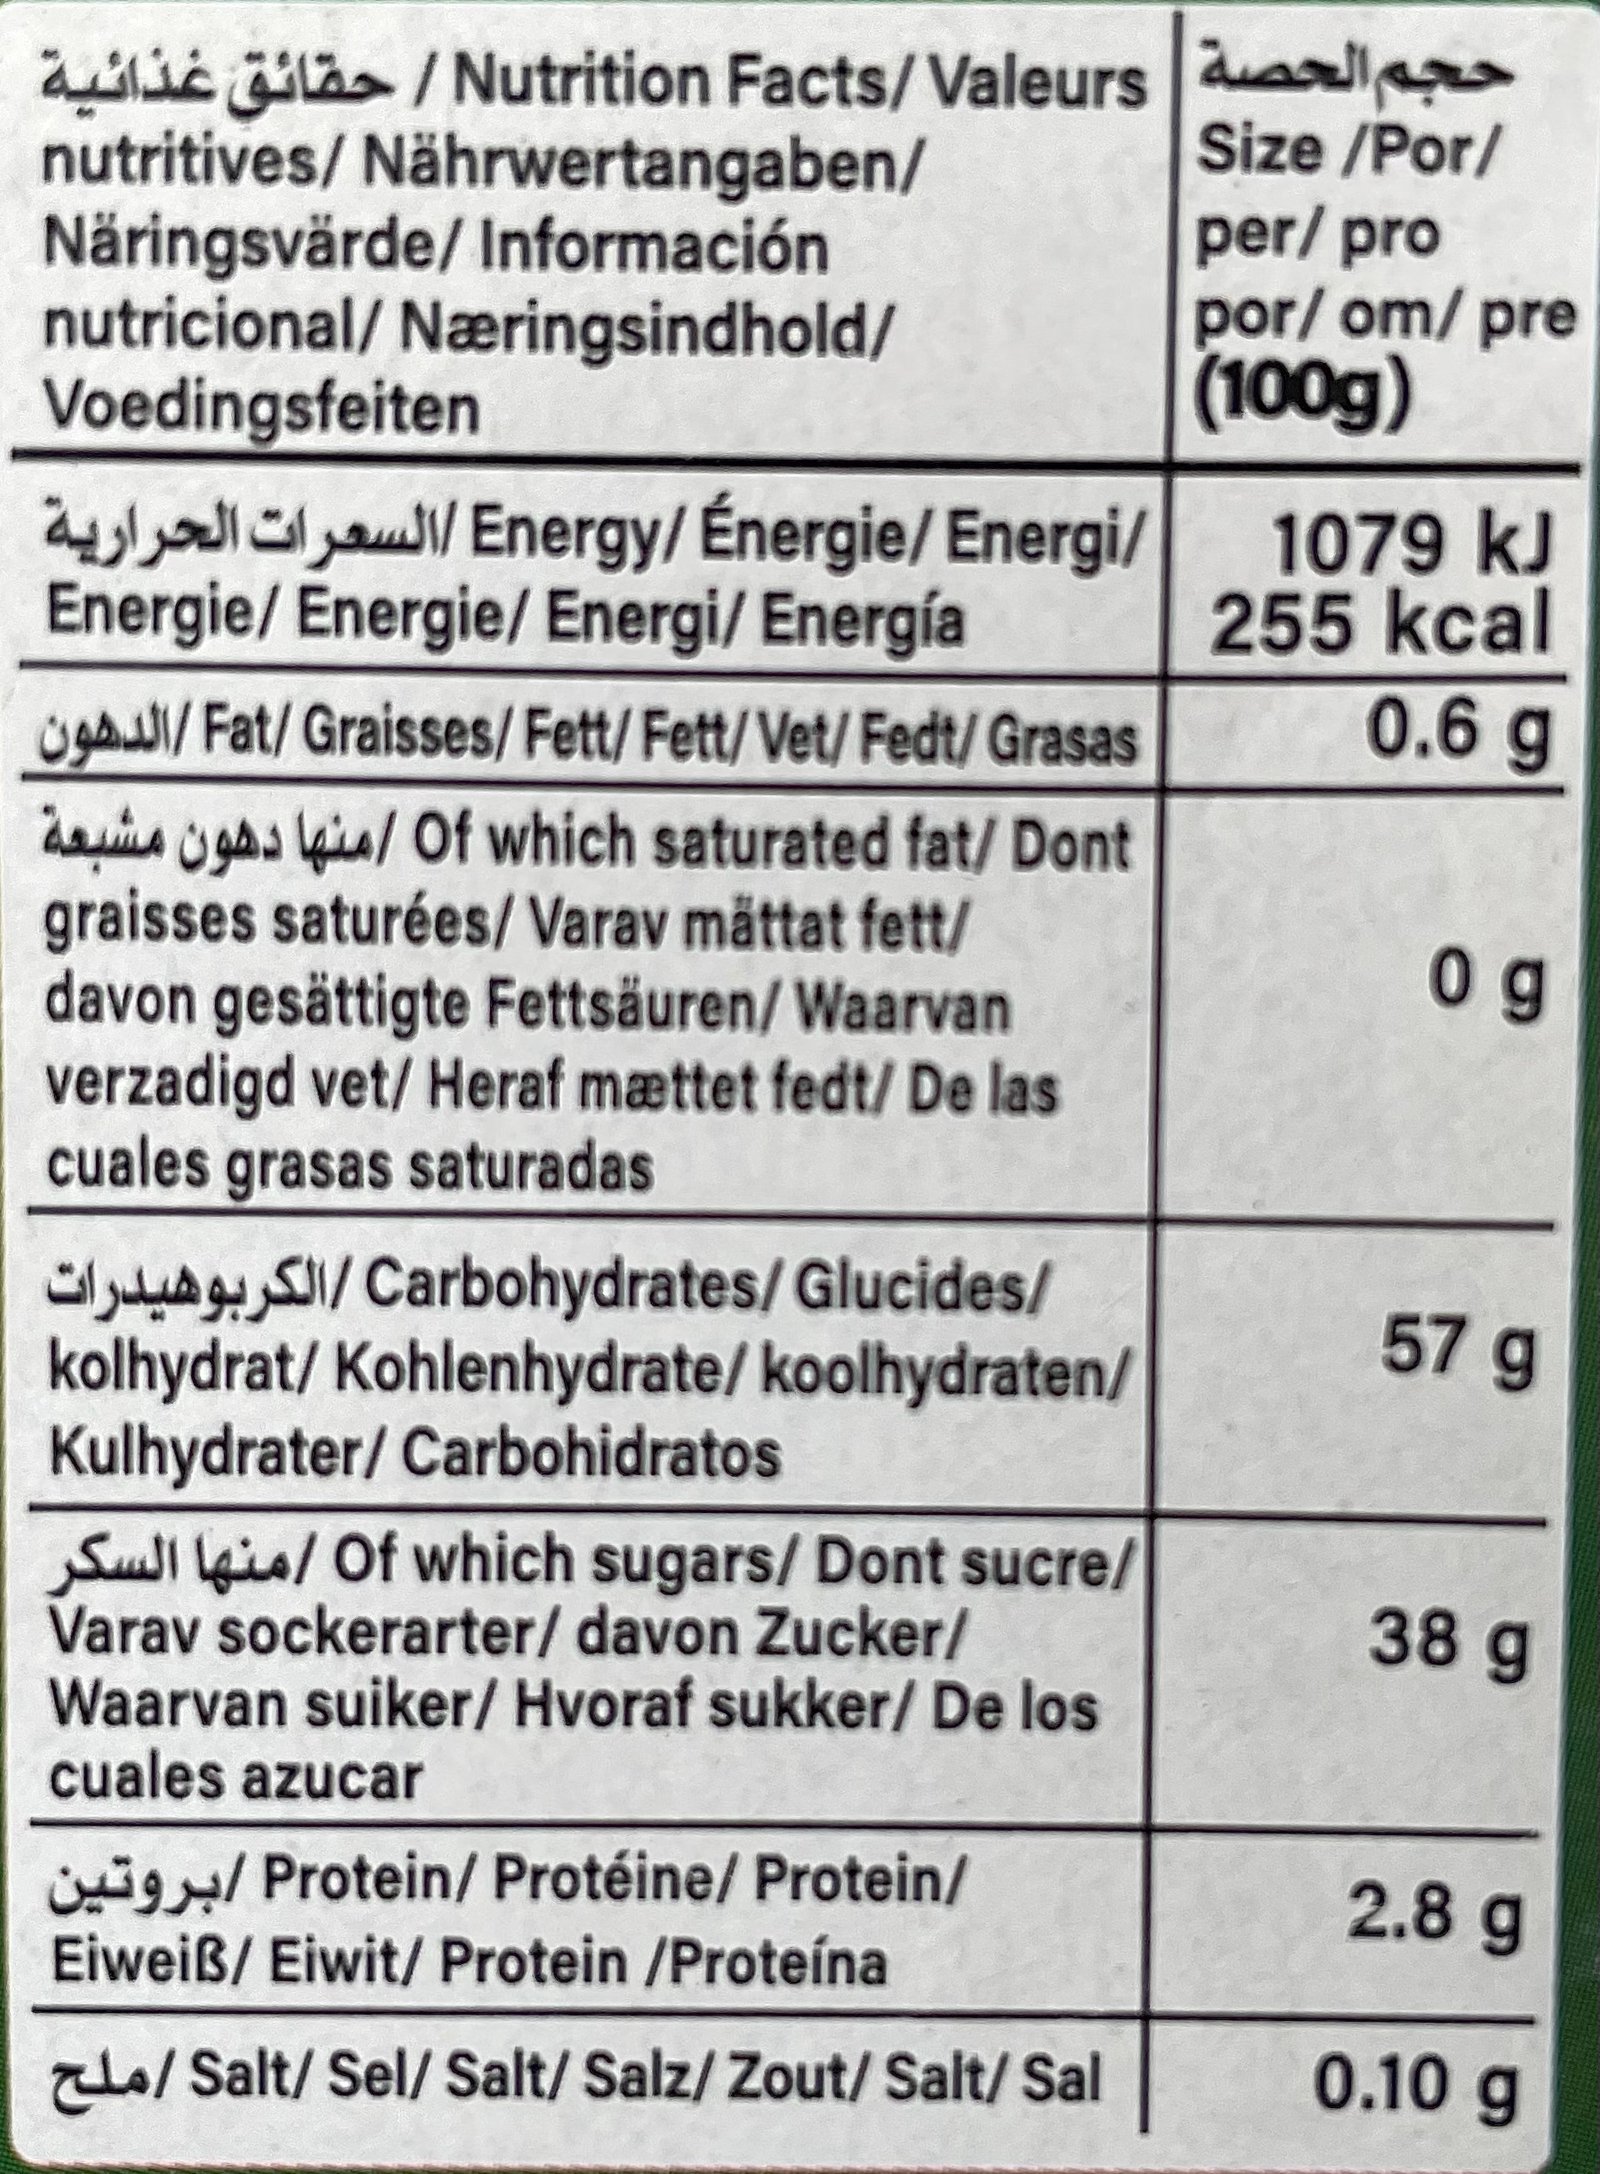 حقائق غذائية / Nutrition Facts/ Valeurs
nutritives/ Nährwertangaben/
Näringsvärde/ Información
nutricional/ Næringsindhold/
Voedingsfeiten
حجم الحصة
Size /Por/
per/ pro
por/ om/ pre
(100g)
السعرات الحرارية/ Energy/ Énergie/ Energi/
Energie/ Energie/ Energi/ Energía
1079 kJ
255 kcal
الدهون/ Fat/ Graisses/ Fett/ Fett/ Vet/ Fedt/ Grasas
0.6 g
منها دهون مشبعة/ Of which saturated fat/ Dont
graisses saturées/ Varav mättat fett/
davon gesättigte Fettsäuren/ Waarvan
verzadigd vet/ Heraf mættet fedt/ De las
cuales grasas saturadas
0 g
الكربوهيدرات/ Carbohydrates/ Glucides/
kolhydrat/ Kohlenhydrate/ koolhydraten/
Kulhydrater/ Carbohidratos
57 g
منها السكر/ Of which sugars/ Dont sucre/
Varav sockerarter/ davon Zucker/
Waarvan suiker/ Hvoraf sukker/ De los
cuales azucar
38 g
بروتين/ Protein/ Protéine/ Protein/
Eiweiß/ Eiwit/ Protein /Proteína
2.8 g
ملح/ Salt/ Sel/ Salt/ Salz/ Zout/ Salt/ Sal
0.10 g